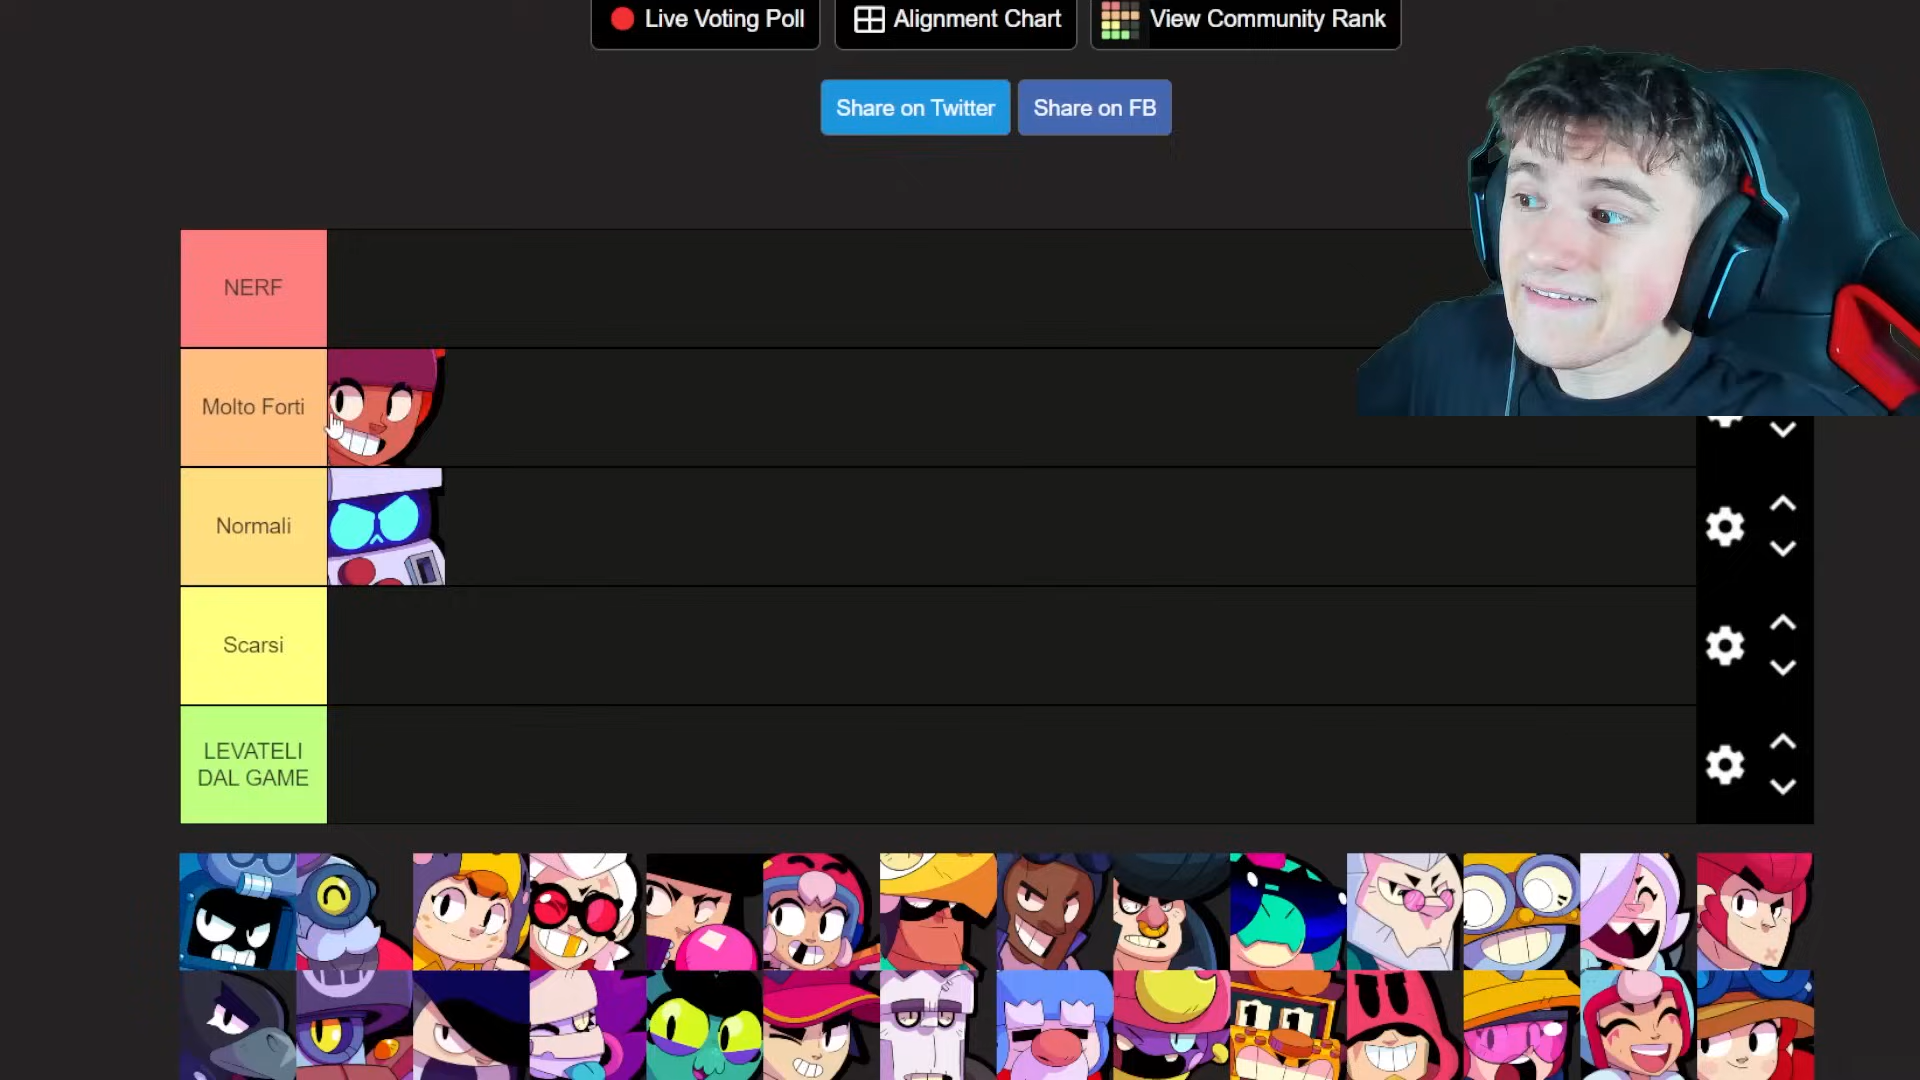 Live Voting Poll
Alignment Chart
View Community Rank
Share on Twitter
Share on FB
NERF
Molto Forti
Normali
Scarsi
LEVATELI
DAL GAME